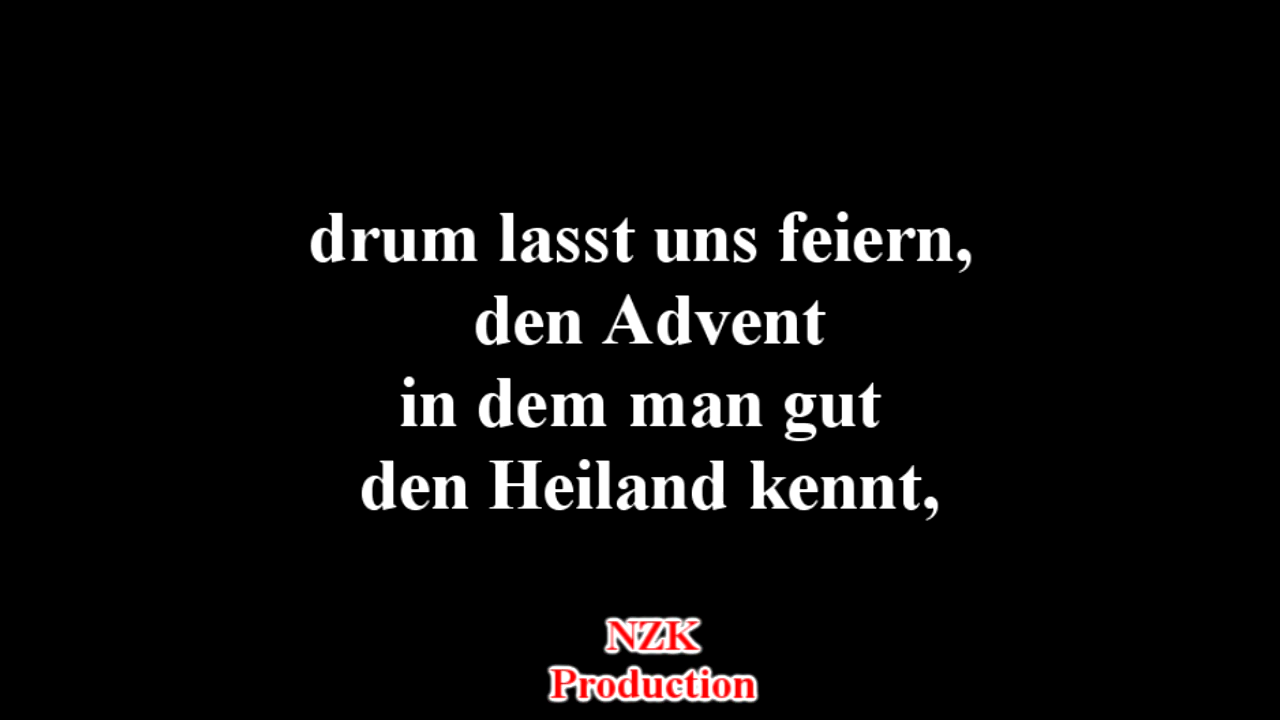 drum lasst uns feiern,
den Advent
in dem man gut
den Heiland kennt,
NZK
Production